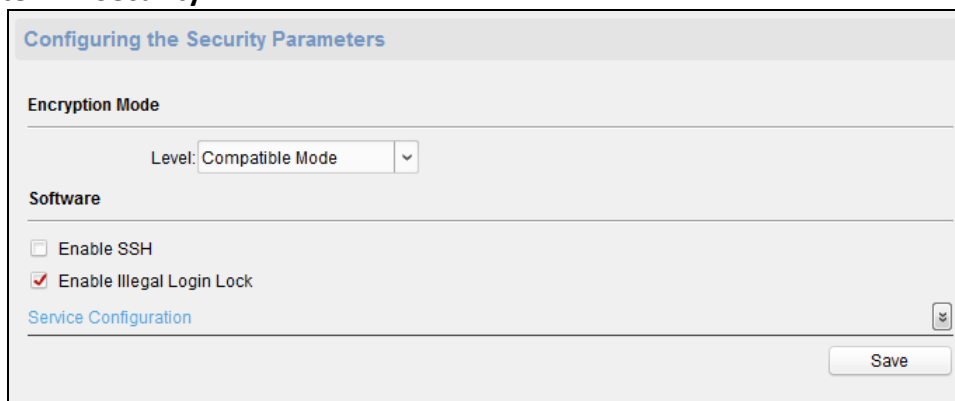 Configuring the Security Parameters
Encryption Mode
Level: Compatible Mode
Software
Enable SSH
Enable Illegal Login Lock
Service Configuration
Save